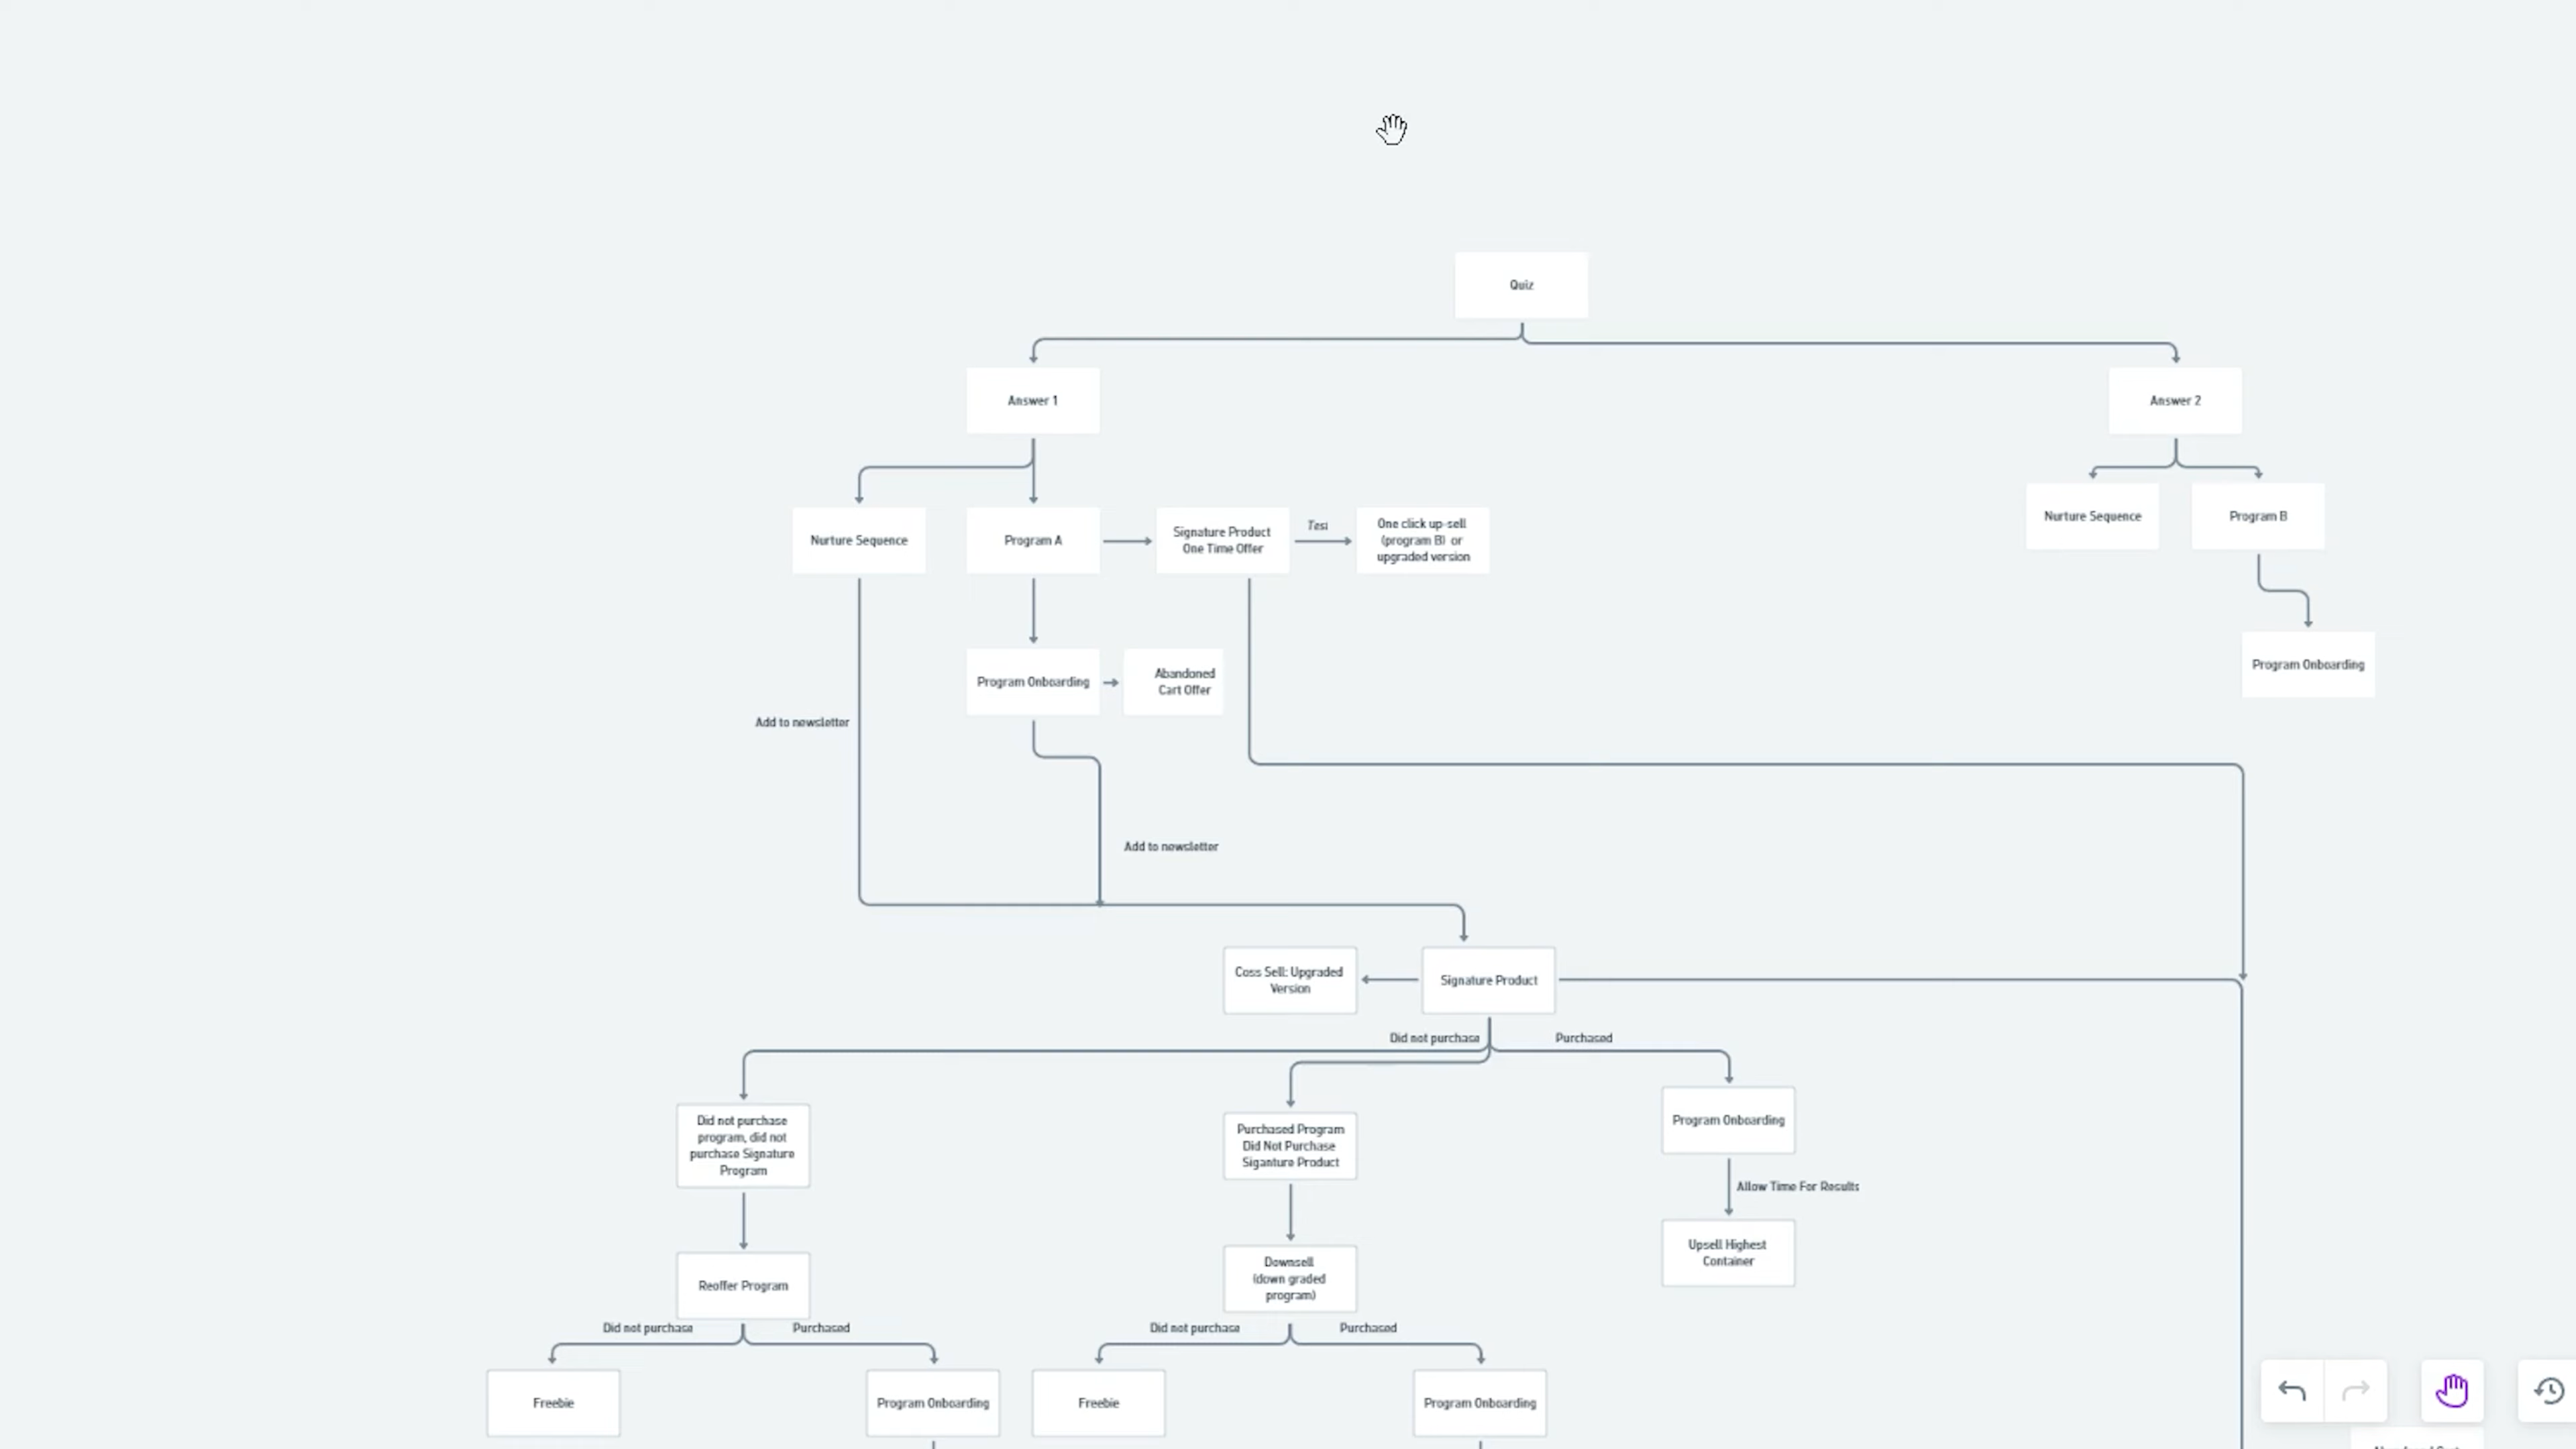 Quiz
Answer 1
Answer 2
Nurture Sequence
Program A
Signature Product
One Time Offer
Tesi
One click up-sell
(program B) or
upgraded version
Nurture Sequence
Program B
Program Onboarding
Abandoned
Cart Offer
Program Onboarding
Add to newsletter
Add to newsletter
Coss Sell: Upgraded
Version
Signature Product
Did not purchase
Purchased
Did not purchase
program, did not
purchase Signature
Program
Purchased Program
Did Not Purchase
Siganture Product
Program Onboarding
Allow Time For Results
Reoffer Program
Downsell
(down graded
program)
Upsell Highest
Container
Did not purchase
Purchased
Did not purchase
Purchased
Freebie
Program Onboarding
Freebie
Program Onboarding